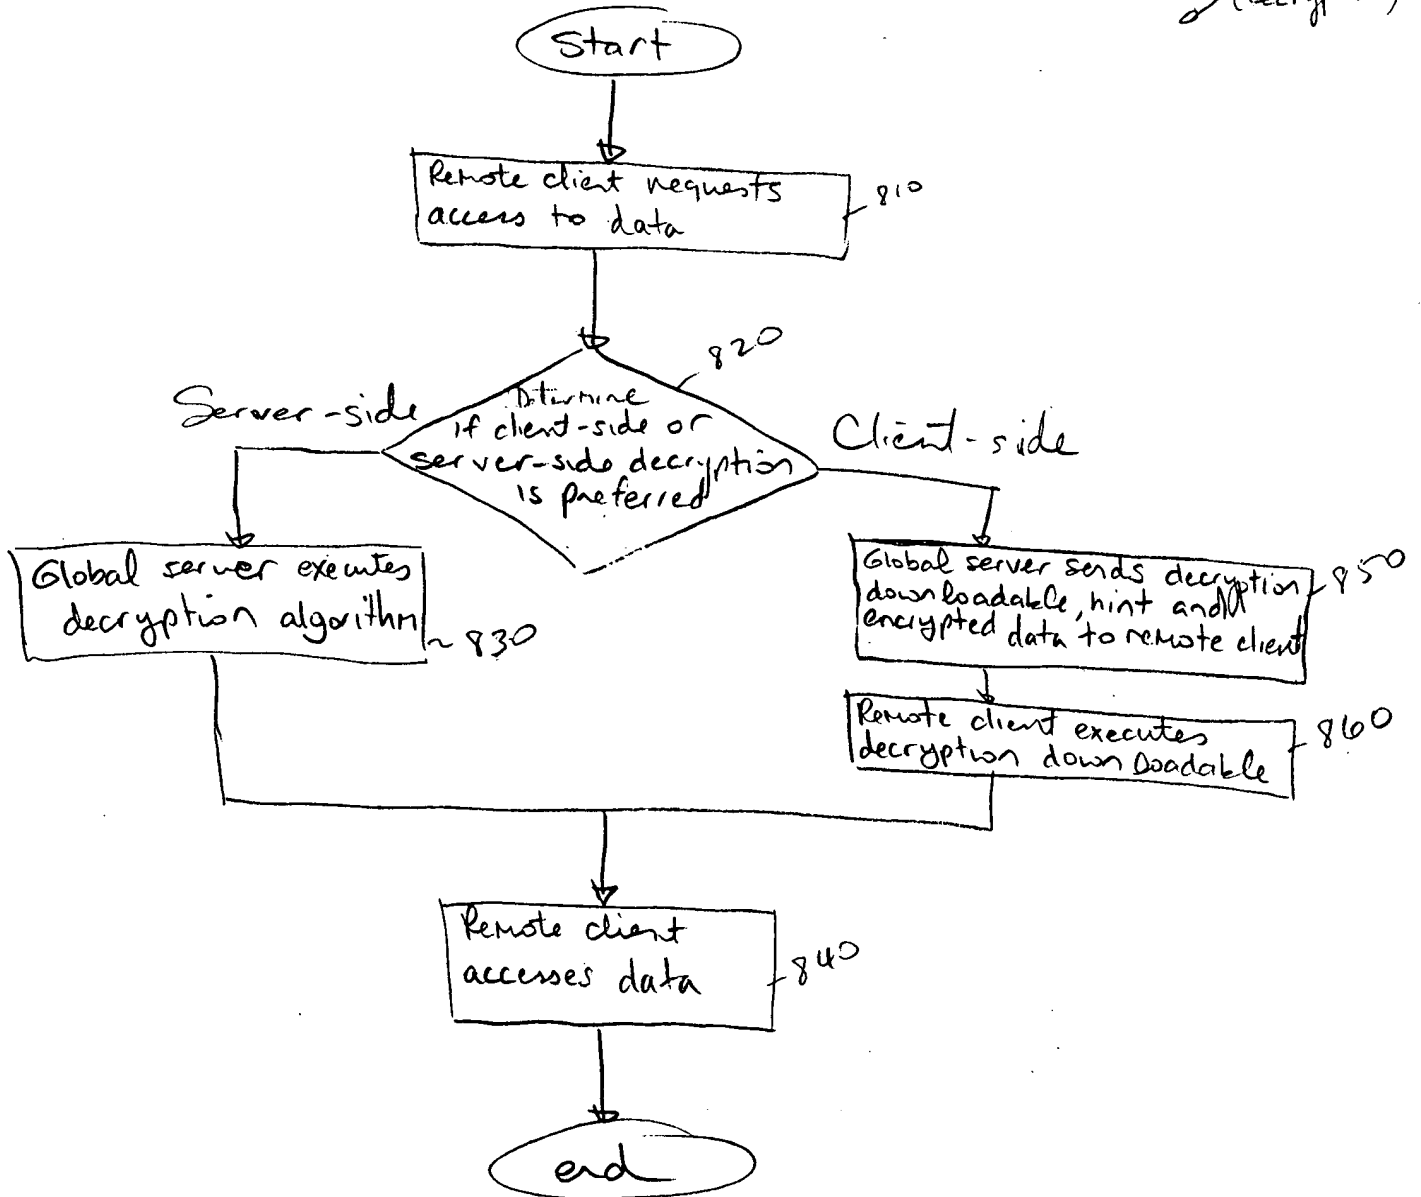 Start
Remote client requests
access to data
810
820
Server-side
Determine
if client-side or
server-side decryption
is preferred
Client-side
Global server executes
decryption algorithm
830
Global server sends decryption
downloadable, hint and
encrypted data to remote client
850
Remote client executes
decryption downloadable
860
Remote client
accesses data
840
end